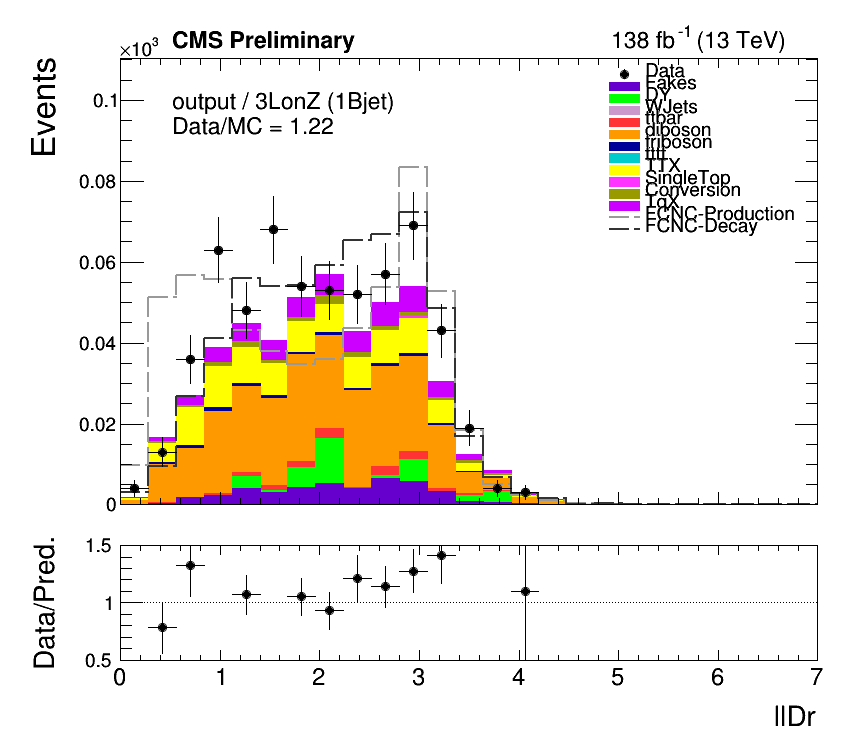 ×10³ CMS Preliminary 138 fb⁻¹ (13 TeV)
Events
output / 3LonZ (1Bjet)
Data/MC = 1.22
Data
Fakes
DY
WJets
ttbar
diboson
triboson
tttt
TTX
SingleTop
Conversion
TqX
FCNC-Production
FCNC-Decay
0.1
0.08
0.06
0.04
0.02
0
Data/Pred.
1.5
1
0.5
0 1 2 3 4 5 6 7
llDr